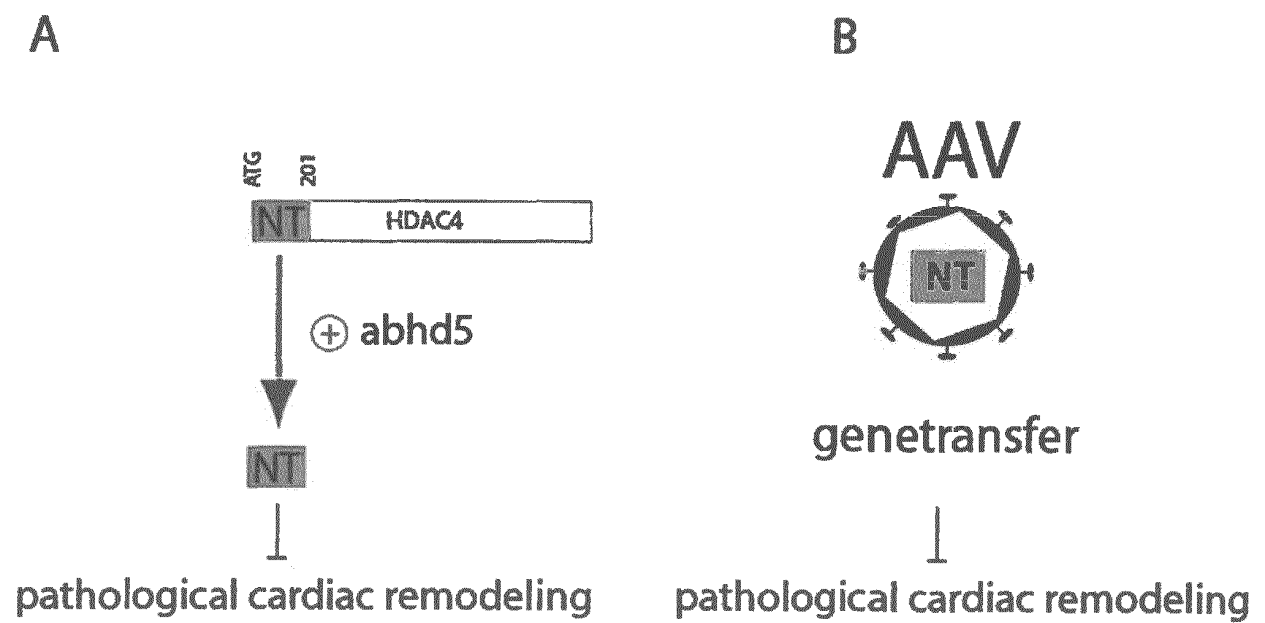 A
ATG
201
NT
HDAC4
+ abhd5
NT
pathological cardiac remodeling
B
AAV
NT
genetransfer
pathological cardiac remodeling